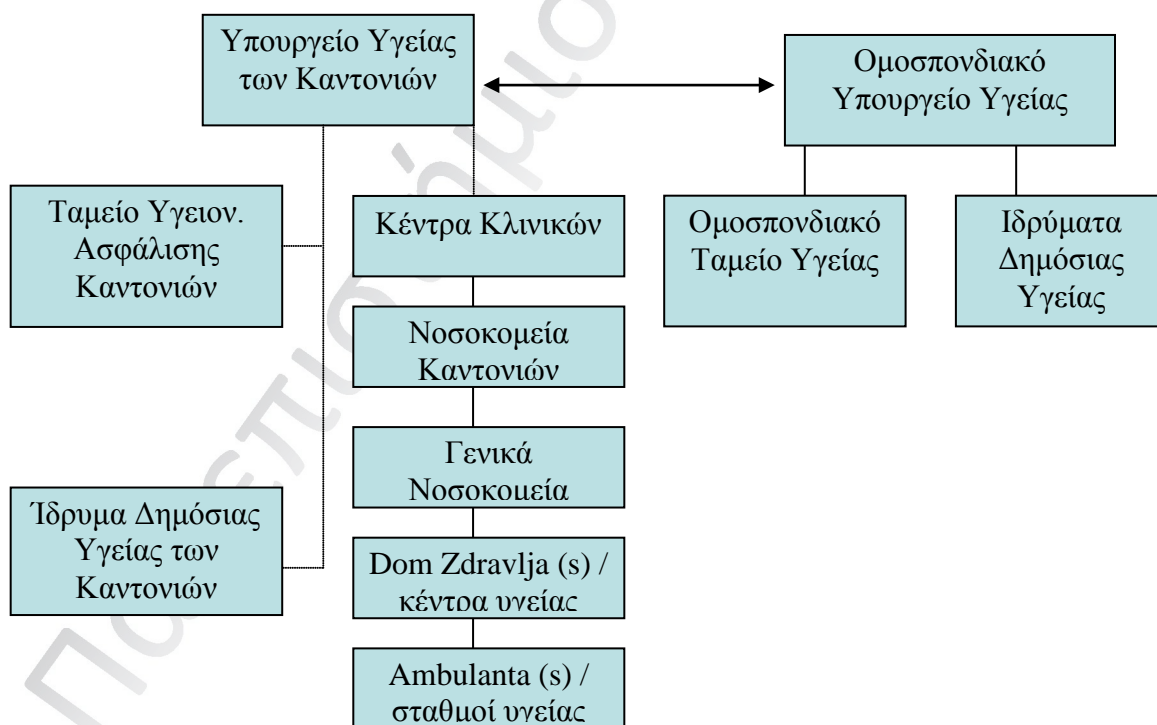 Υπουργείο Υγείας
των Καντονιών
Ομοσπονδιακό
Υπουργείο Υγείας
Ταμείο Υγειον.
Ασφάλισης
Καντονιών
Κέντρα Κλινικών
Ομοσπονδιακό
Ταμείο Υγείας
Ιδρύματα
Δημόσιας
Υγείας
Νοσοκομεία
Καντονιών
Γενικά
Νοσοκομεία
Ίδρυμα Δημόσιας
Υγείας των
Καντονιών
Dom Zdravlja (s) /
κέντρα υγείας
Ambulanta (s) /
σταθμοί υγείας